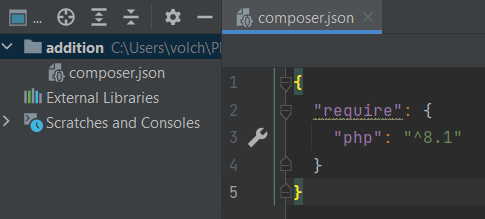 ...
composer.json
addition C:\Users\volch\P
composer.json
External Libraries
Scratches and Consoles
1 {
2 "require": {
3 "php": "^8.1"
4 }
5 }